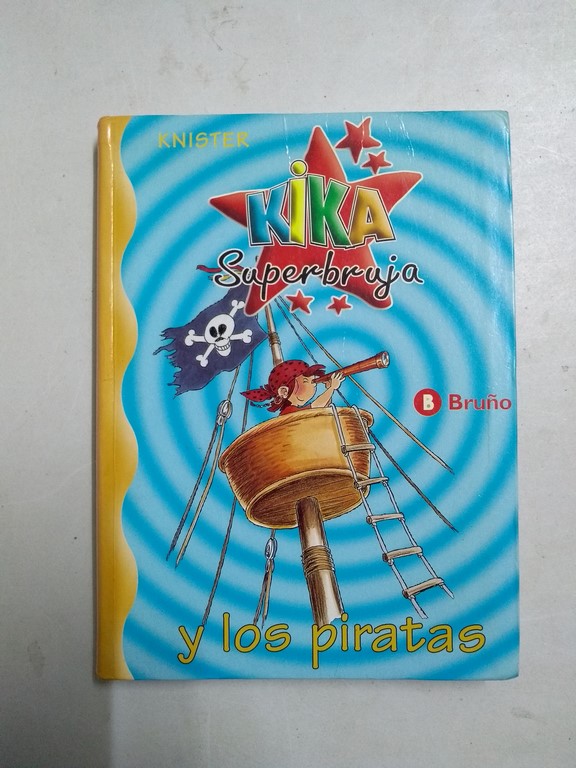 KNISTER
KiKA
Superbruja
B Bruño
y los piratas